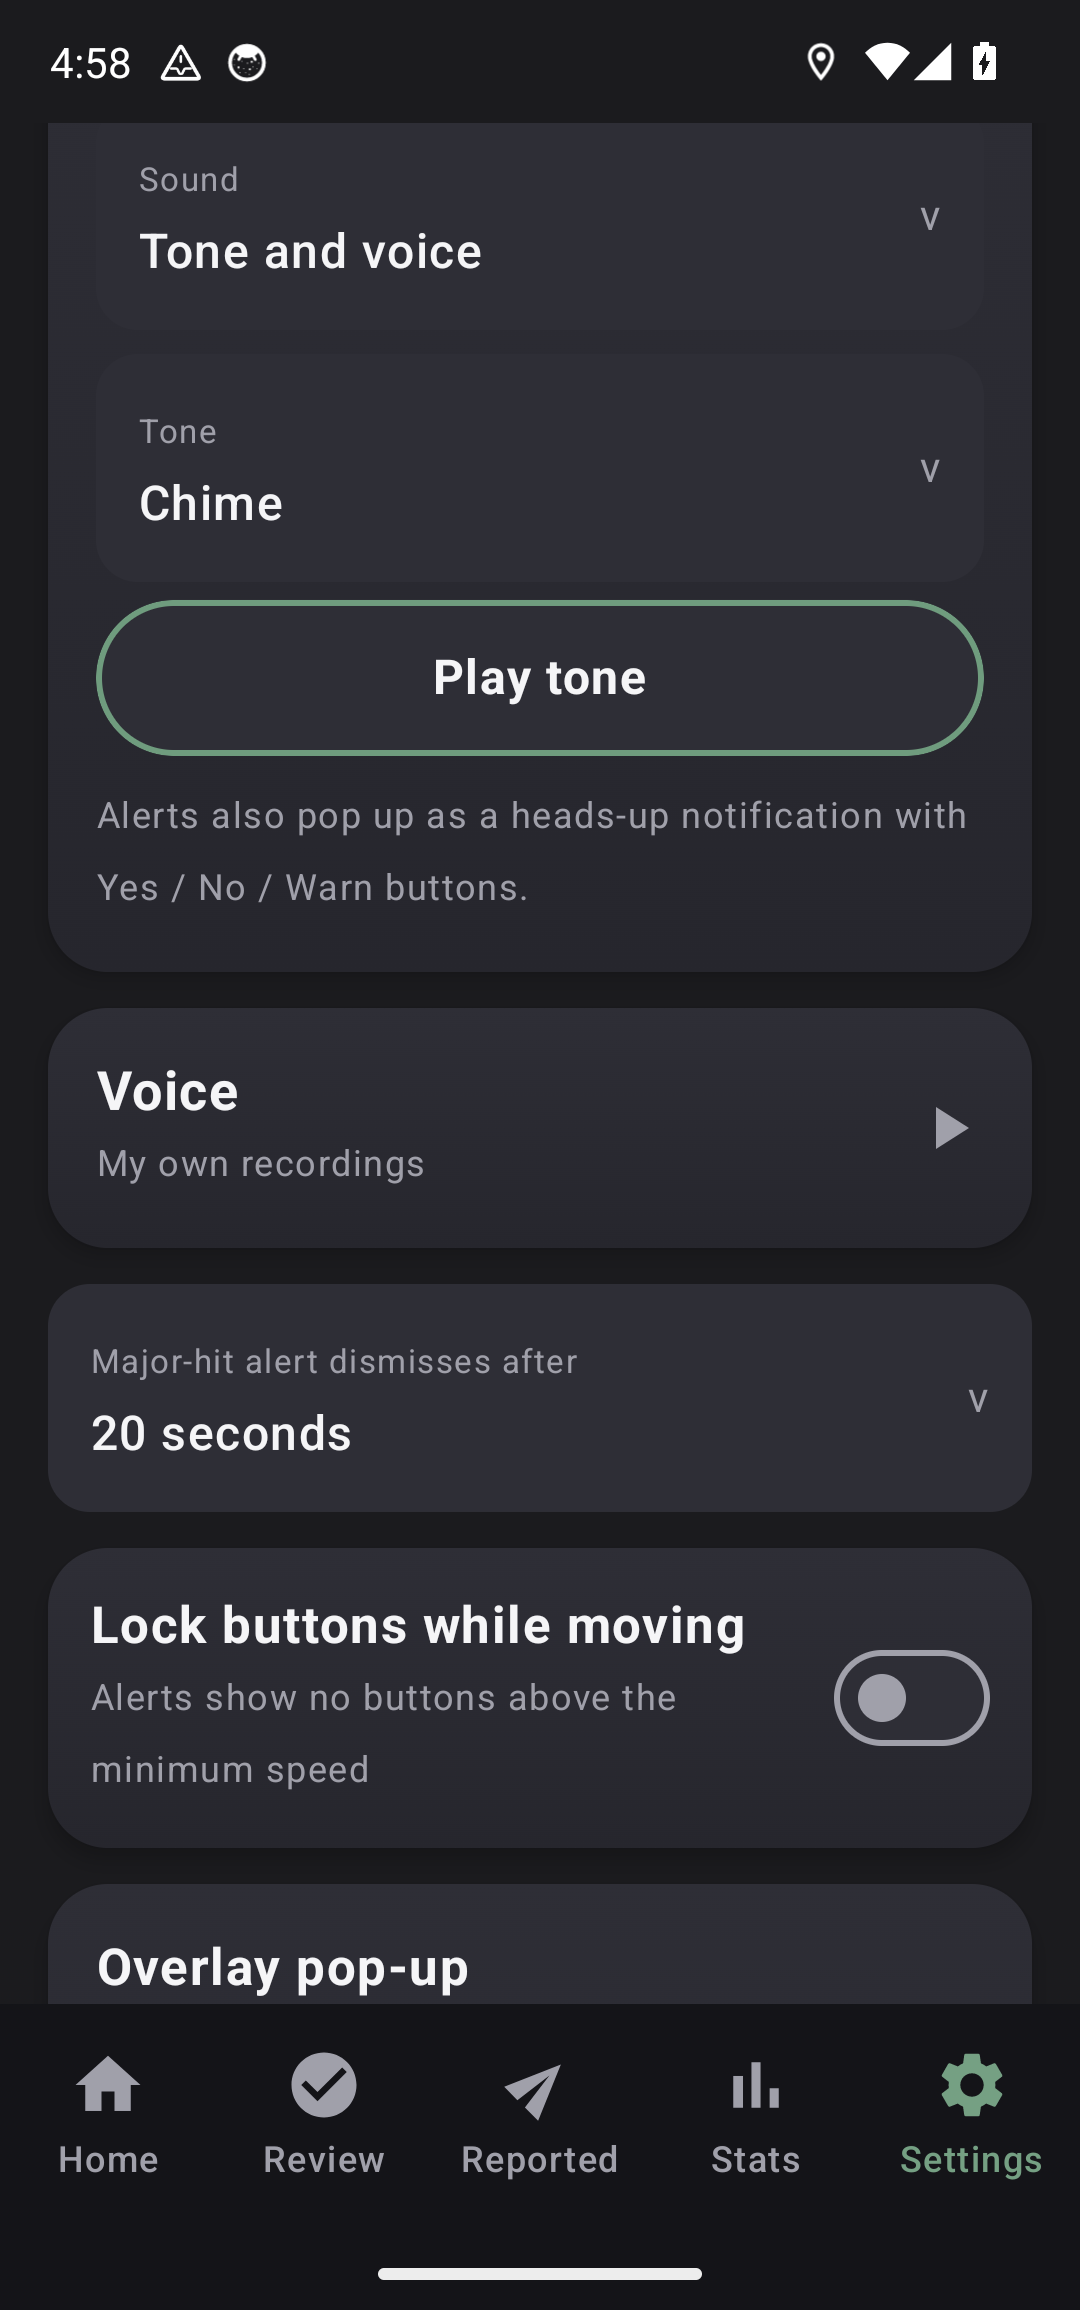 4:58
Sound
Tone and voice
v
Tone
Chime
v
Play tone
Alerts also pop up as a heads-up notification with
Yes / No / Warn buttons.
Voice
My own recordings
Major-hit alert dismisses after
20 seconds
v
Lock buttons while moving
Alerts show no buttons above the
minimum speed
Overlay pop-up
Home
Review
Reported
Stats
Settings